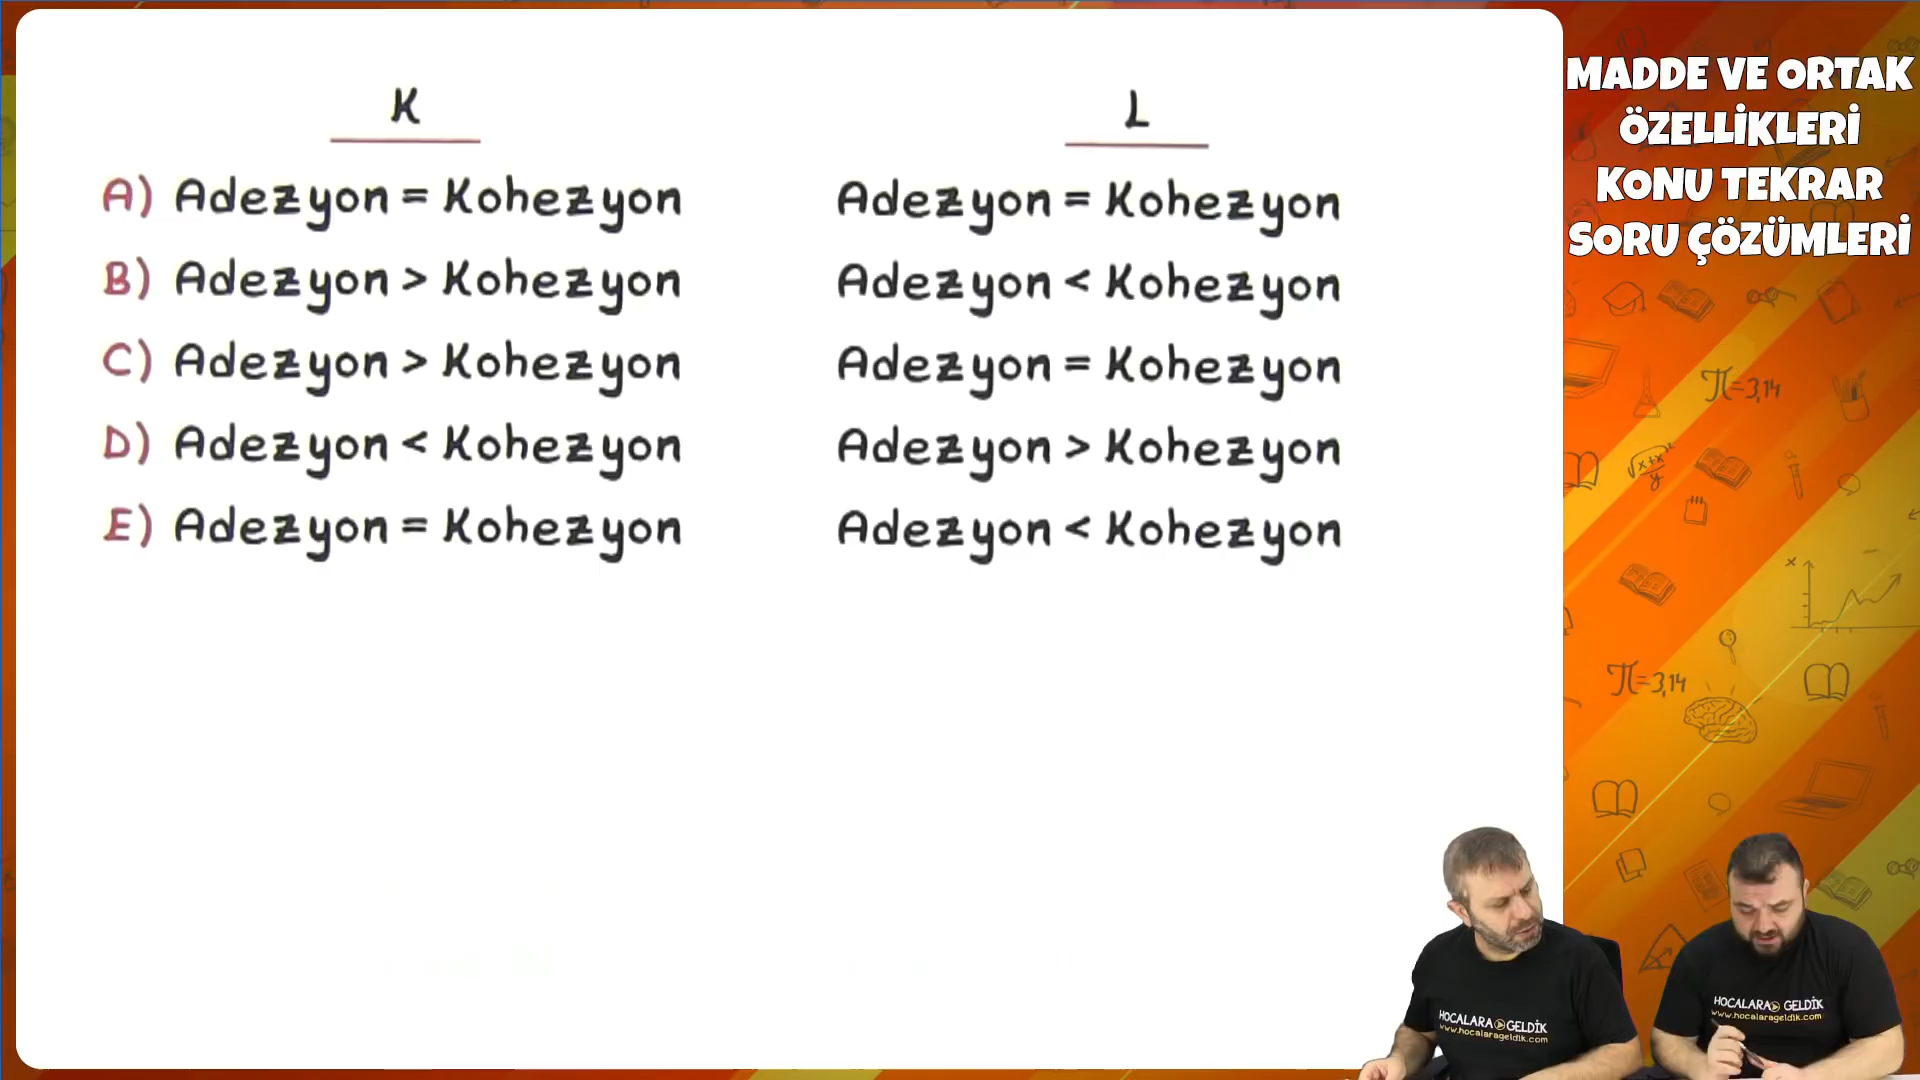 K L
A) Adezyon = Kohezyon Adezyon = Kohezyon
B) Adezyon > Kohezyon Adezyon < Kohezyon
C) Adezyon > Kohezyon Adezyon = Kohezyon
D) Adezyon < Kohezyon Adezyon > Kohezyon
E) Adezyon = Kohezyon Adezyon < Kohezyon
MADDE VE ORTAK
ÖZELLİKLERİ
KONU TEKRAR
SORU ÇÖZÜMLERİ
π=3,14
x
π=3,14
HOCALARA GELDİK
www.hocalarageldik.com
HOCALARA GELDİK
www.hocalarageldik.com